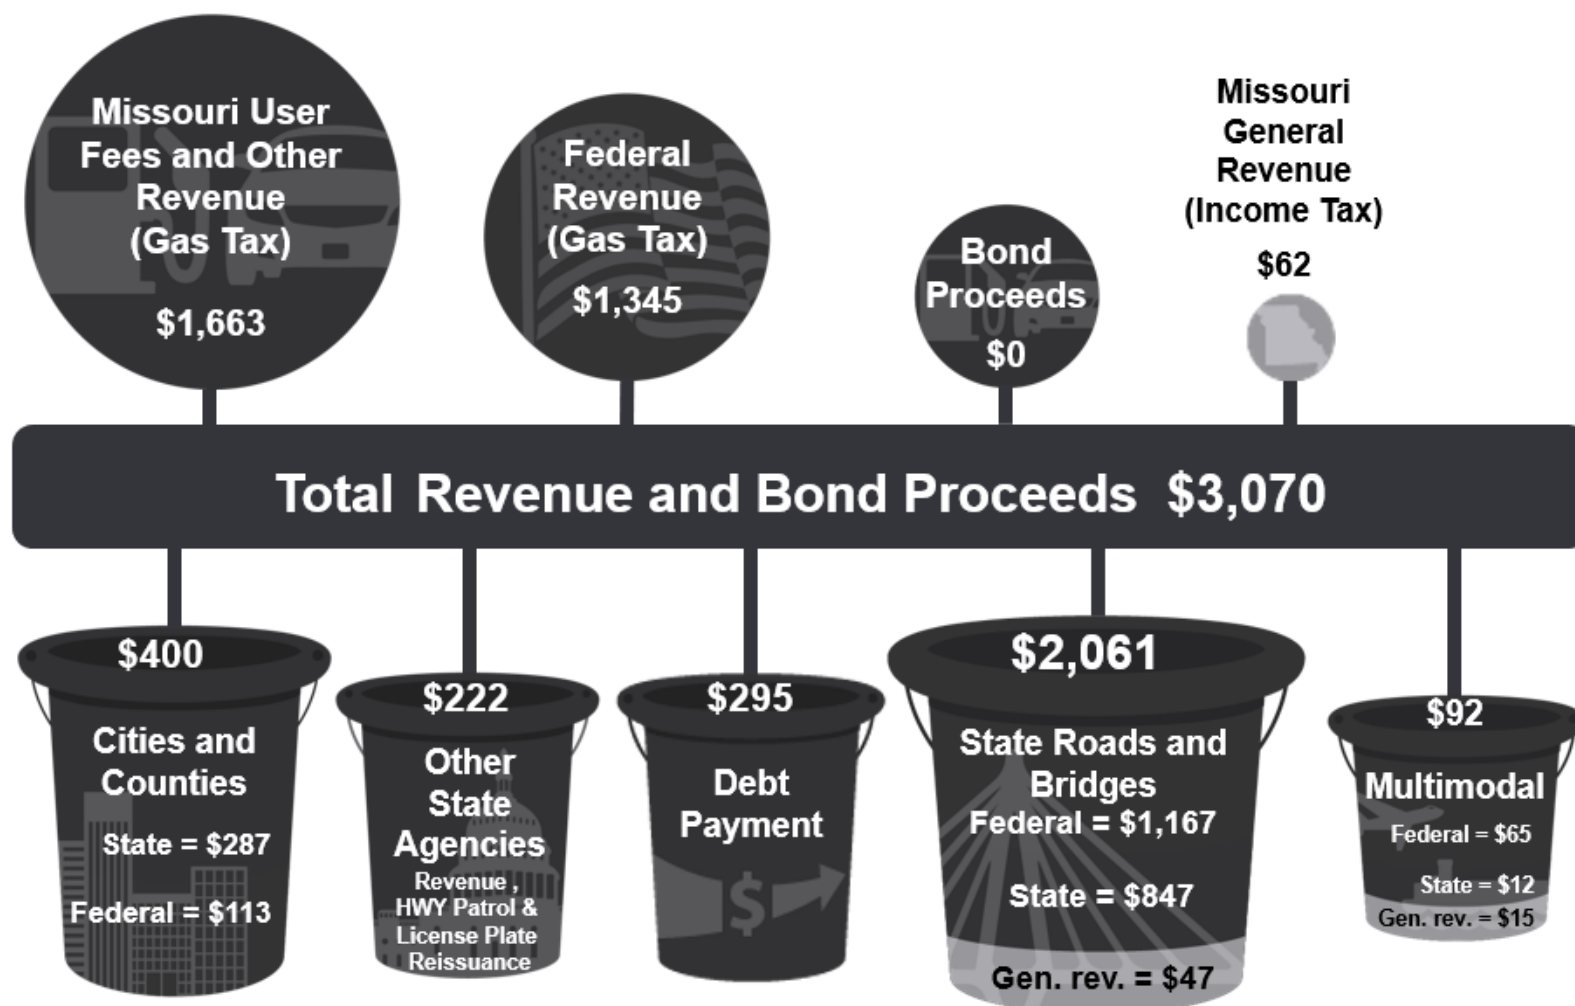 Missouri User
Fees and Other
Revenue
(Gas Tax)
$1,663
Federal
Revenue
(Gas Tax)
$1,345
Bond
Proceeds
$0
Missouri
General
Revenue
(Income Tax)
$62
Total Revenue and Bond Proceeds $3,070
$400
Cities and
Counties
State = $287
Federal = $113
$222
Other
State
Agencies
Revenue ,
HWY Patrol &
License Plate
Reissuance
$295
Debt
Payment
$
$2,061
State Roads and
Bridges
Federal = $1,167
State = $847
Gen. rev. = $47
$92
Multimodal
Federal = $65
State = $12
Gen. rev. = $15